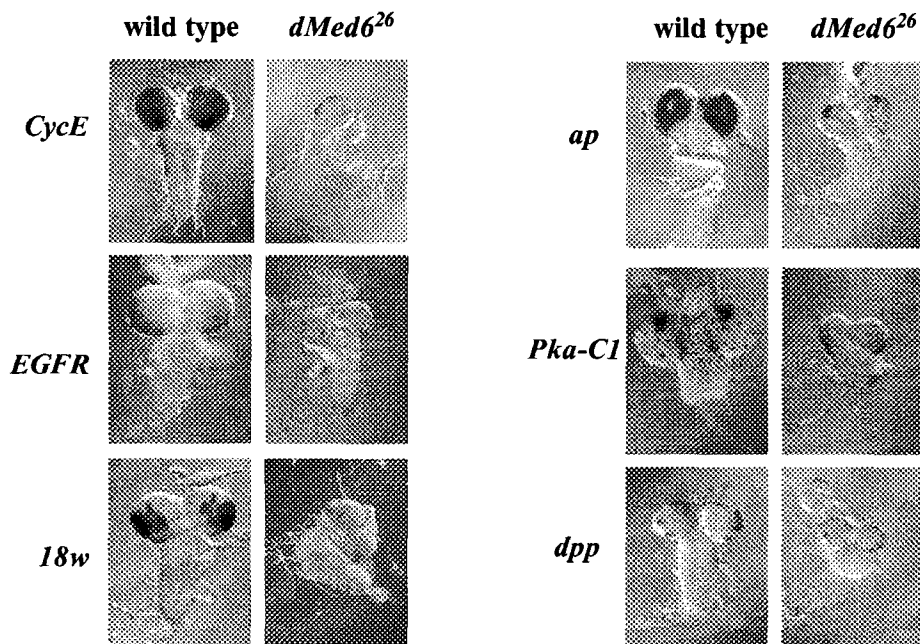 wild type dMed6²⁶
CycE
EGFR
18w
wild type dMed6²⁶
ap
Pka-C1
dpp